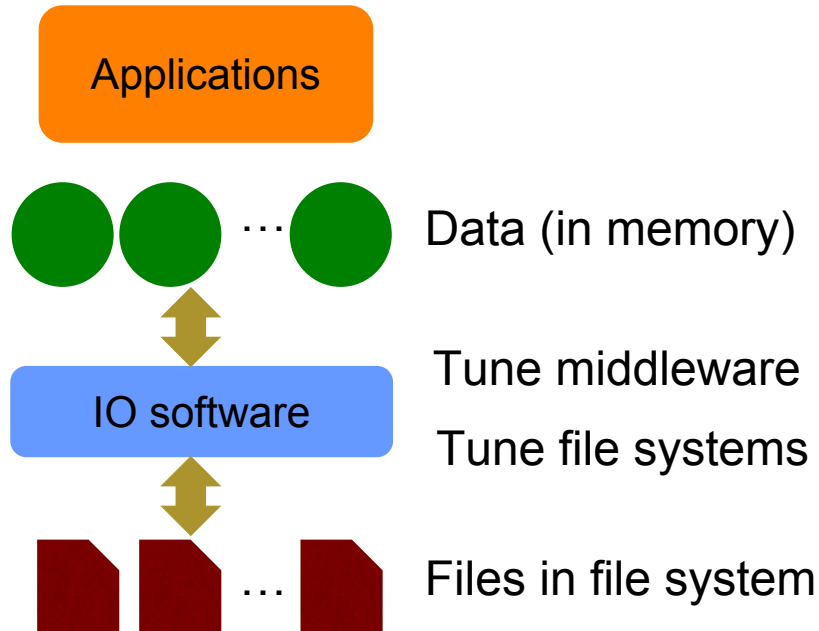 Applications
… Data (in memory)
Tune middleware
IO software
Tune file systems
… Files in file system